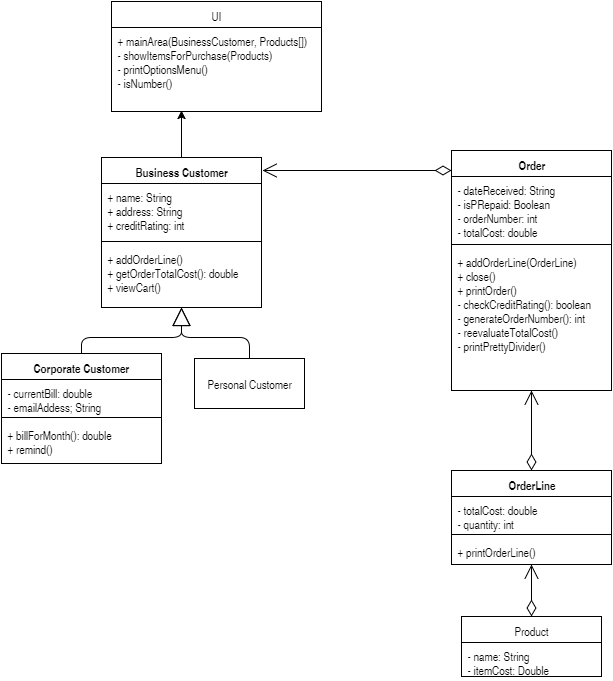 UI
+ mainArea(BusinessCustomer, Products[])
- showItemsForPurchase(Products)
- printOptionsMenu()
- isNumber()
Business Customer
+ name: String
+ address: String
+ creditRating: int
+ addOrderLine()
+ getOrderTotalCost(): double
+ viewCart()
Order
- dateReceived: String
- isPRepaid: Boolean
- orderNumber: int
- totalCost: double
+ addOrderLine(OrderLine)
+ close()
+ printOrder()
- checkCreditRating(): boolean
- generateOrderNumber(): int
- reevaluateTotalCost()
- printPrettyDivider()
Corporate Customer
- currentBill: double
- emailAddess; String
+ billForMonth(): double
+ remind()
Personal Customer
OrderLine
- totalCost: double
- quantity: int
+ printOrderLine()
Product
- name: String
- itemCost: Double